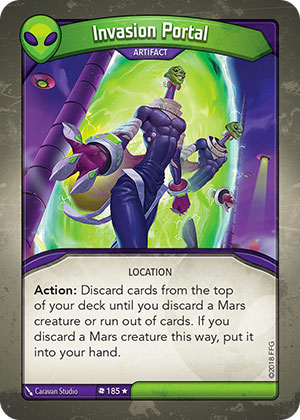 Invasion Portal
ARTIFACT
LOCATION
Action: Discard cards from the top
of your deck until you discard a Mars
creature or run out of cards. If you
discard a Mars creature this way, put it
into your hand.
©2018 FFG
Caravan Studio
185 ★